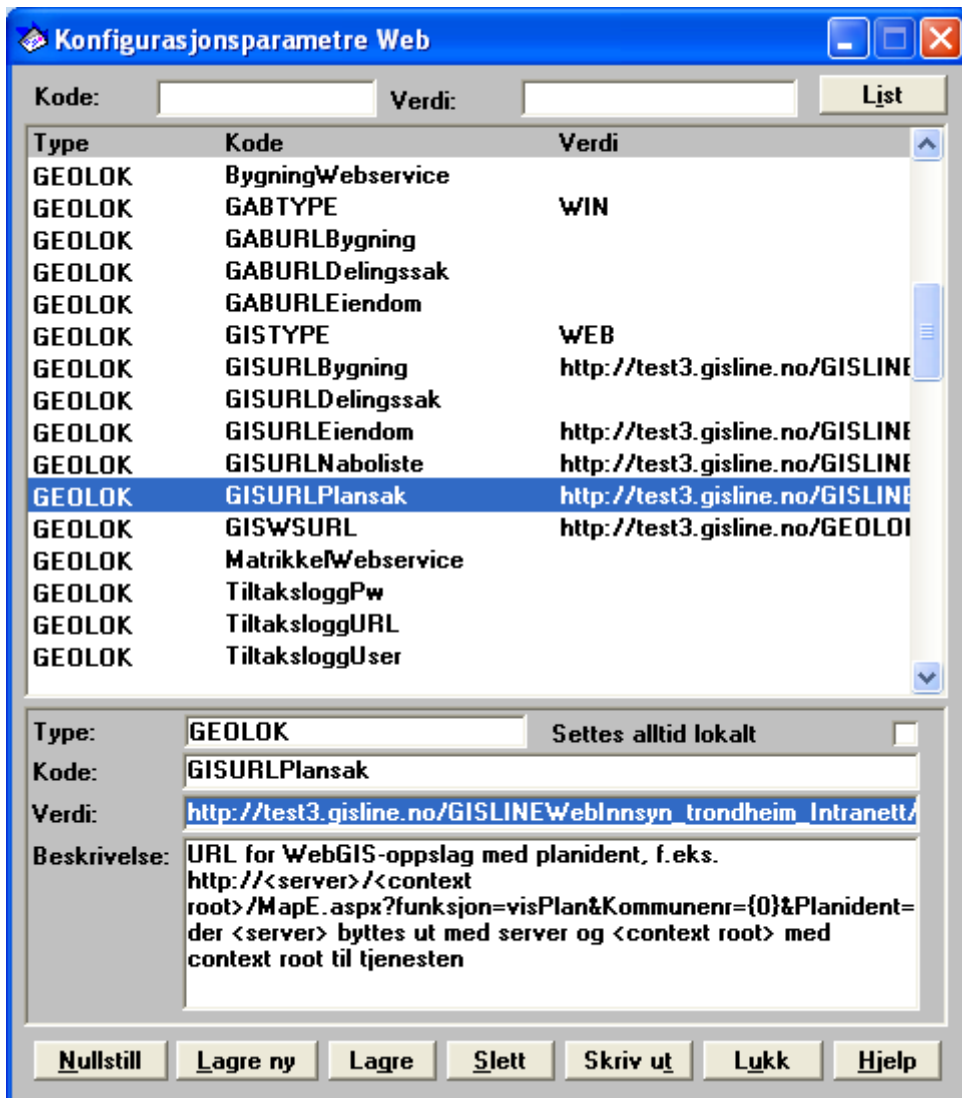 Konfigurasjonsparametre Web
Kode: Verdi: List
Type Kode Verdi
GEOLOK BygningWebservice
GEOLOK GABTYPE WIN
GEOLOK GABURLBygning
GEOLOK GABURLDelingssak
GEOLOK GABURLEiendom
GEOLOK GISTYPE WEB
GEOLOK GISURLBygning http://test3.gisline.no/GISLINE
GEOLOK GISURLDelingssak
GEOLOK GISURLEiendom http://test3.gisline.no/GISLINE
GEOLOK GISURLNaboliste http://test3.gisline.no/GISLINE
GEOLOK GISURLPlansak http://test3.gisline.no/GISLINE
GEOLOK GISWSURL http://test3.gisline.no/GEOLOI
GEOLOK MatrikkelWebservice
GEOLOK TiltaksloggPw
GEOLOK TiltaksloggURL
GEOLOK TiltaksloggUser
Type: GEOLOK Settes alltid lokalt
Kode: GISURLPlansak
Verdi: http://test3.gisline.no/GISLINEWebInnsyn_trondheim_Intranett/
Beskrivelse: URL for WebGIS-oppslag med planident, f.eks.
http://<server>/<context
root>/MapE.aspx?funksjon=visPlan&Kommunenr={0}&Planident=
der <server> byttes ut med server og <context root> med
context root til tjenesten
Nullstill Lagre ny Lagre Slett Skriv ut Lukk Hjelp